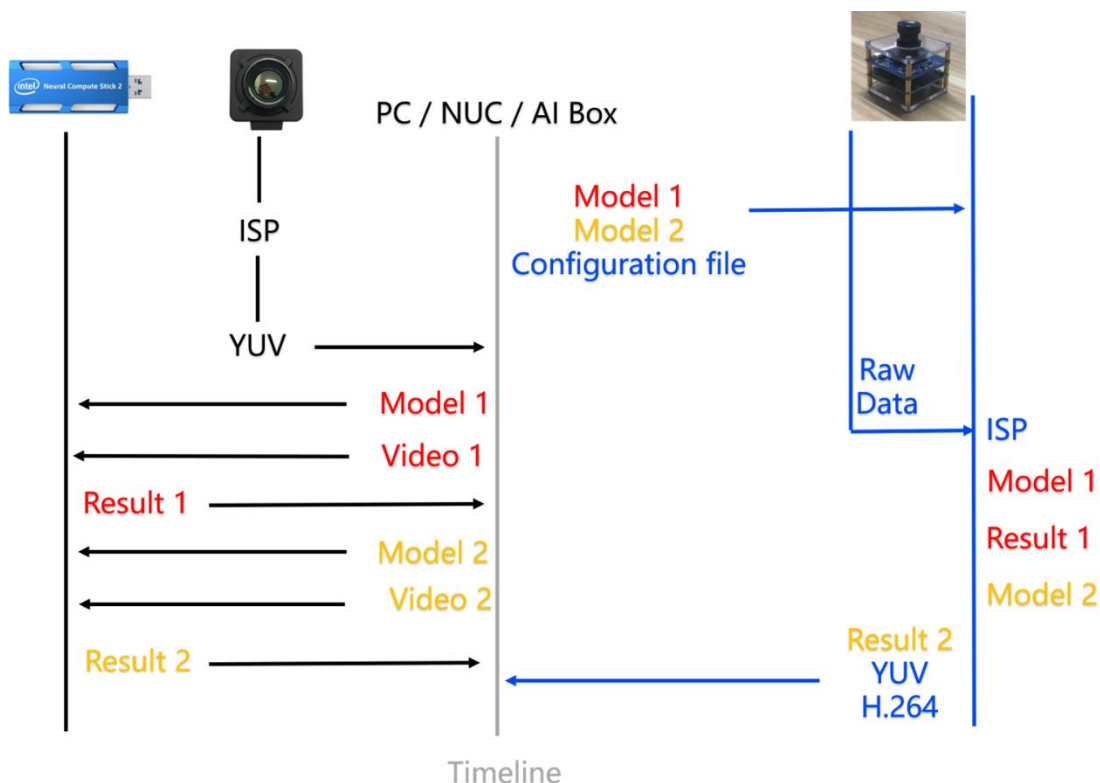 intel Neural Compute Stick 2
PC / NUC / AI Box
Model 1
Model 2
Configuration file
ISP
YUV
Raw
Data
Model 1
ISP
Video 1
Model 1
Result 1
Result 1
Model 2
Model 2
Video 2
Result 2
Result 2
YUV
H.264
Timeline